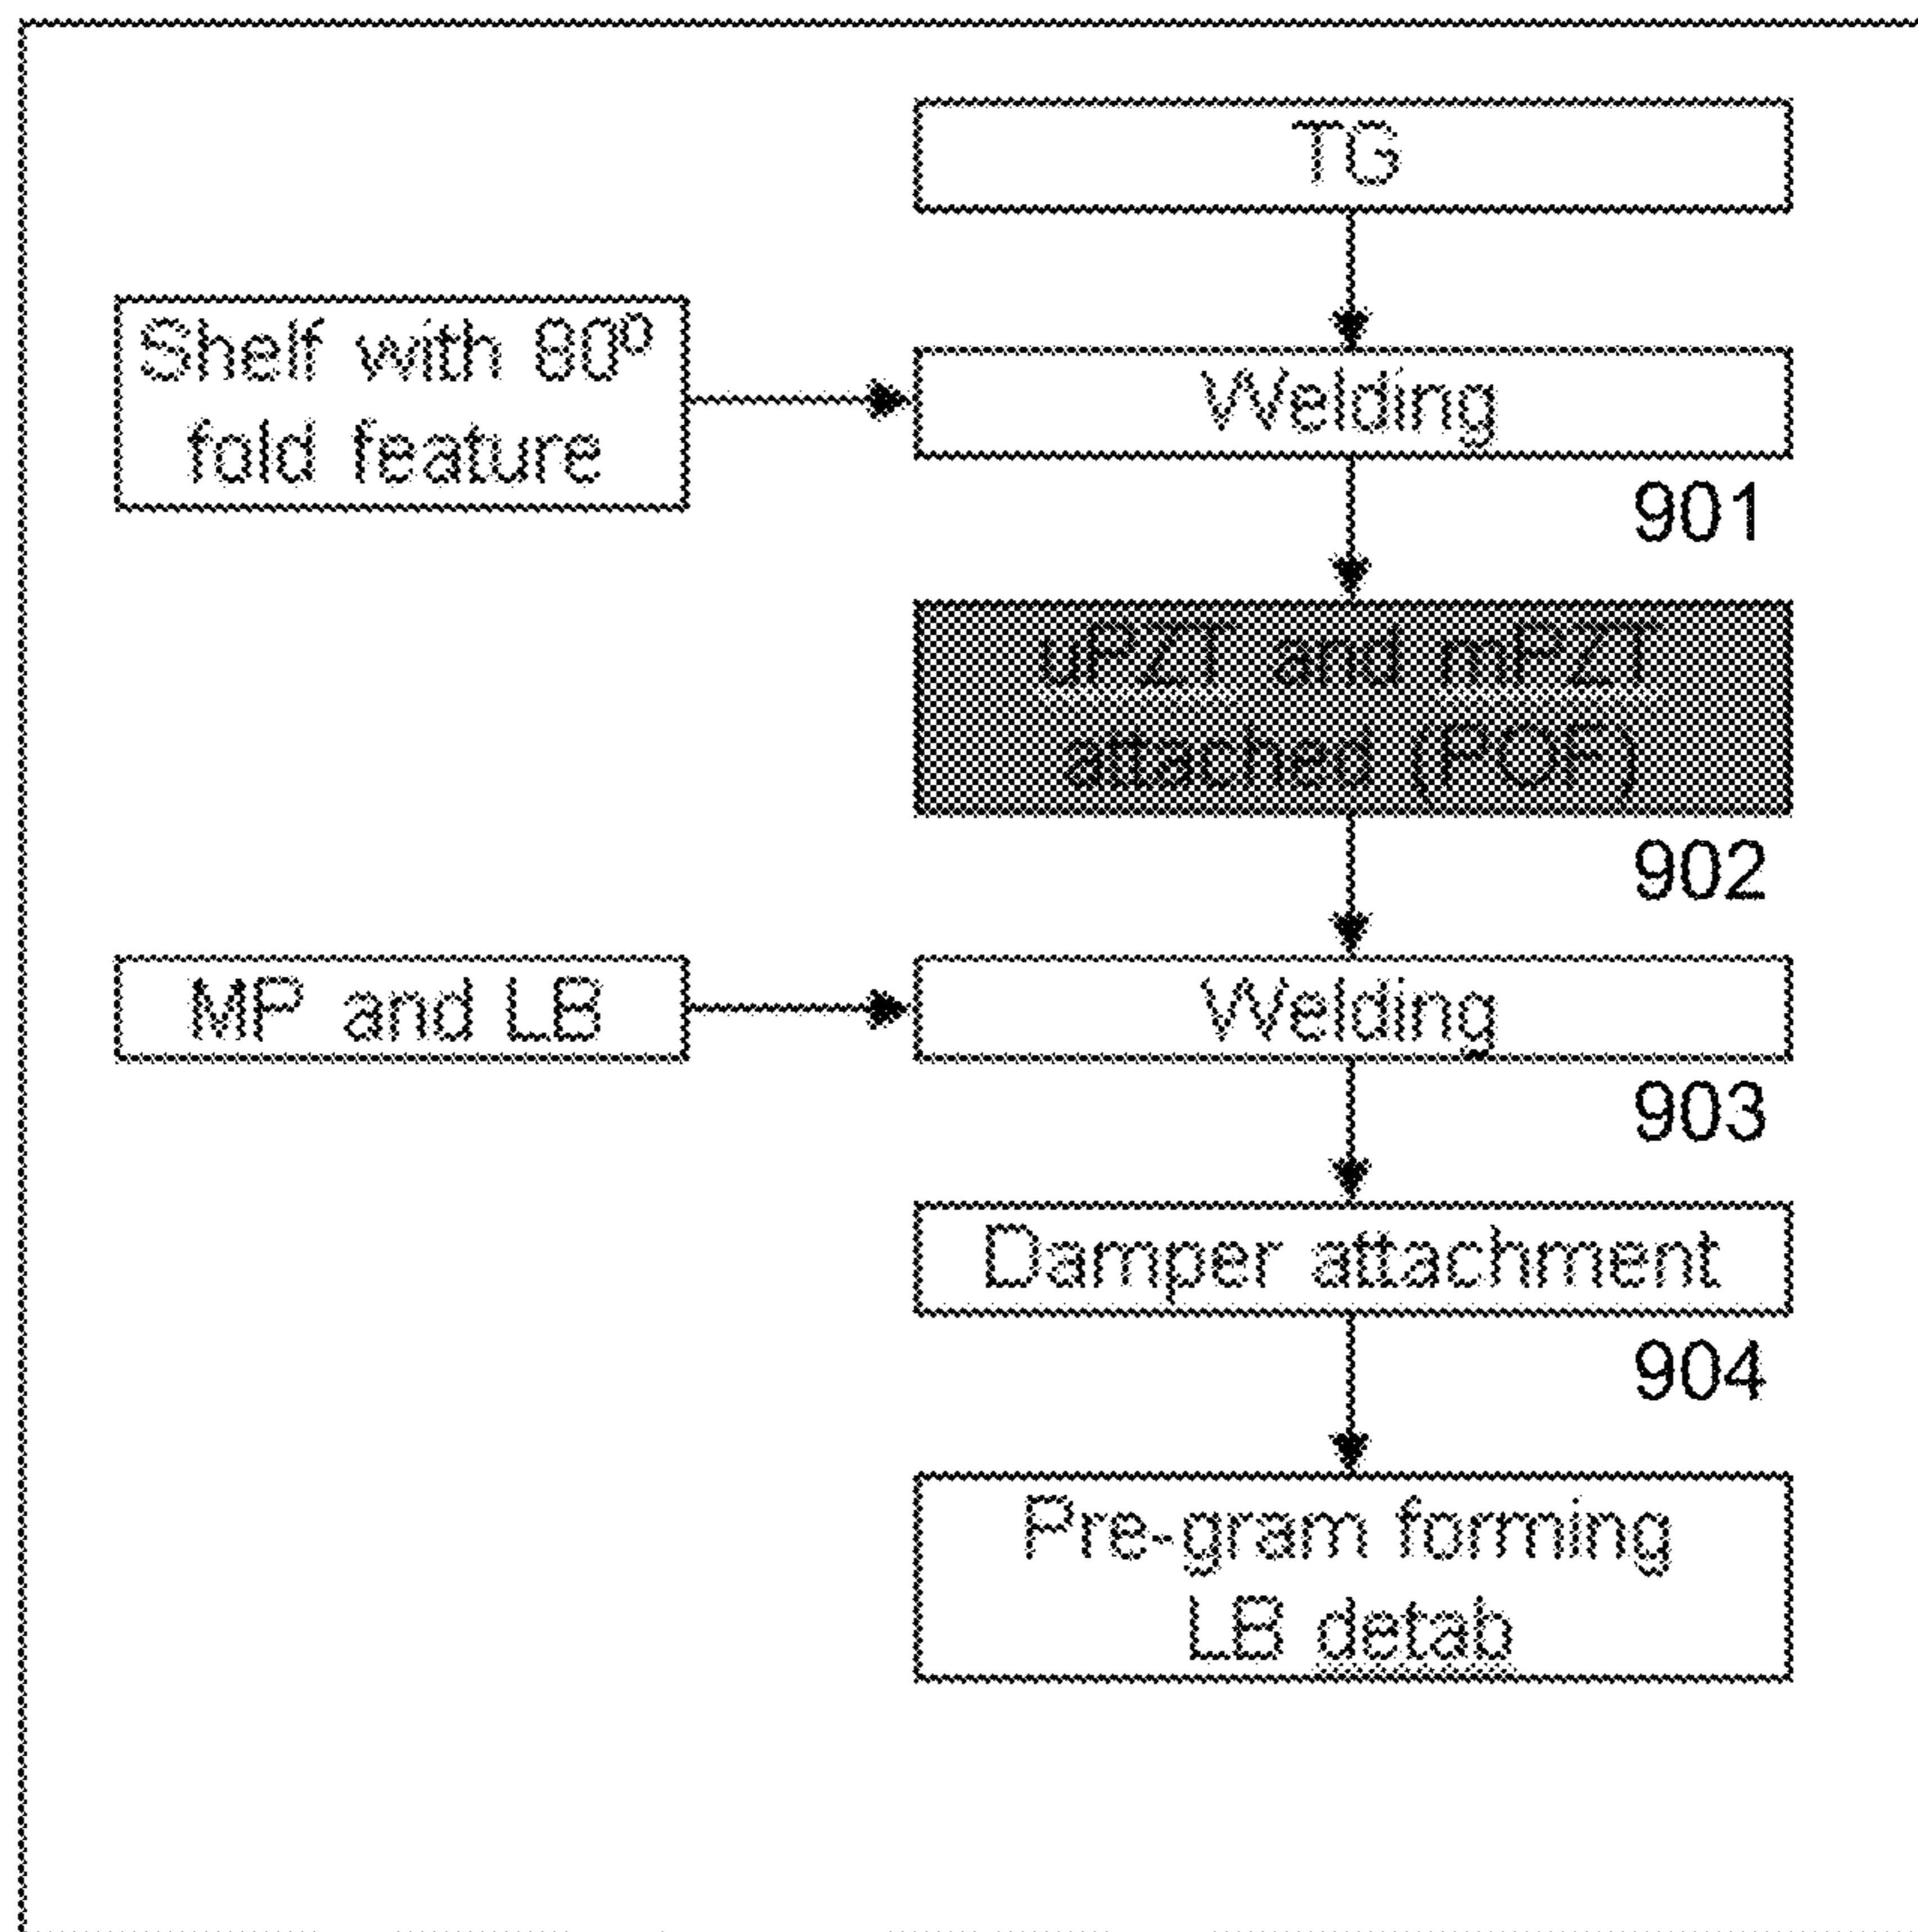 TG
Shelf with
fold feature
Welding
901
uPZT and mPZT
attached (POF)
902
MP and LB
Welding
903
Damper attachment
904
Pre-gram forming
LB detab